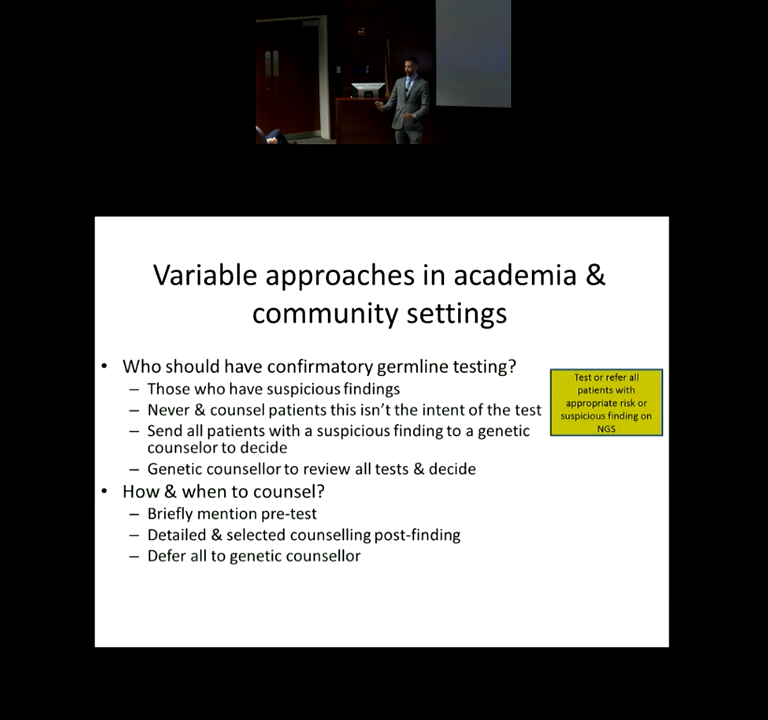 Variable approaches in academia &
community settings
• Who should have confirmatory germline testing?
– Those who have suspicious findings
– Never & counsel patients this isn't the intent of the test
– Send all patients with a suspicious finding to a genetic
counselor to decide
– Genetic counsellor to review all tests & decide
• How & when to counsel?
– Briefly mention pre-test
– Detailed & selected counselling post-finding
– Defer all to genetic counsellor
Test or refer all
patients with
appropriate risk or
suspicious finding on
NGS